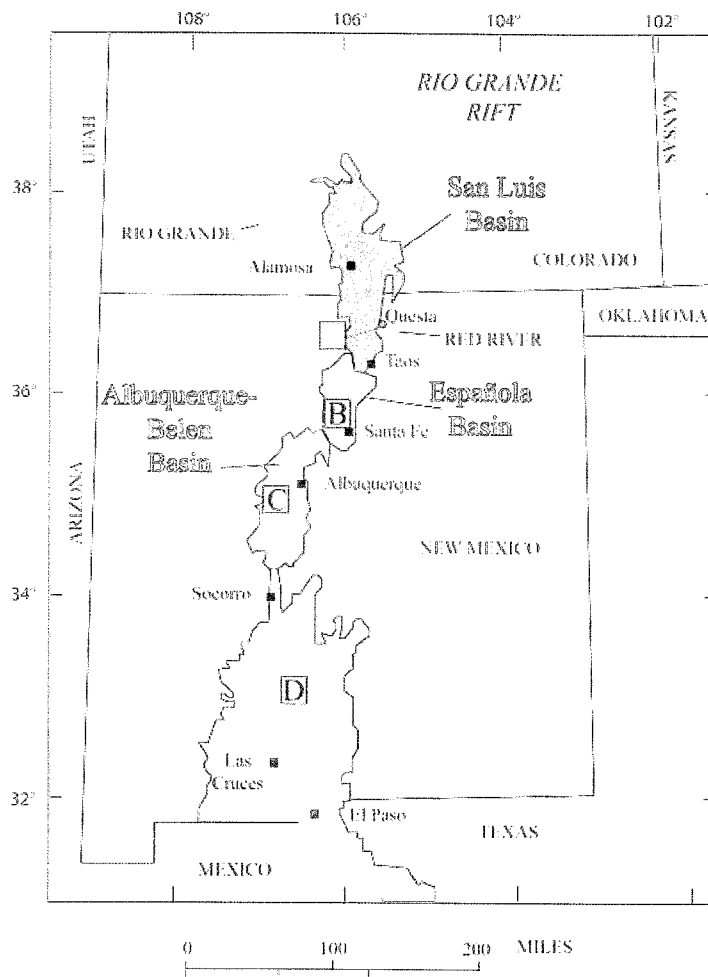 108° 106° 104° 102°
RIO GRANDE
RIFT
UTAH
KANSAS
38°
San Luis
Basin
RIO GRANDE
Alamosa
COLORADO
Questa
OKLAHOMA
RED RIVER
Taos
36°
Albuquerque-
Belen
Basin
B
Española
Basin
Santa Fe
C
Albuquerque
ARIZONA
NEW MEXICO
34°
Socorro
D
Las
Cruces
32°
El Paso
TEXAS
MEXICO
0 100 200 MILES